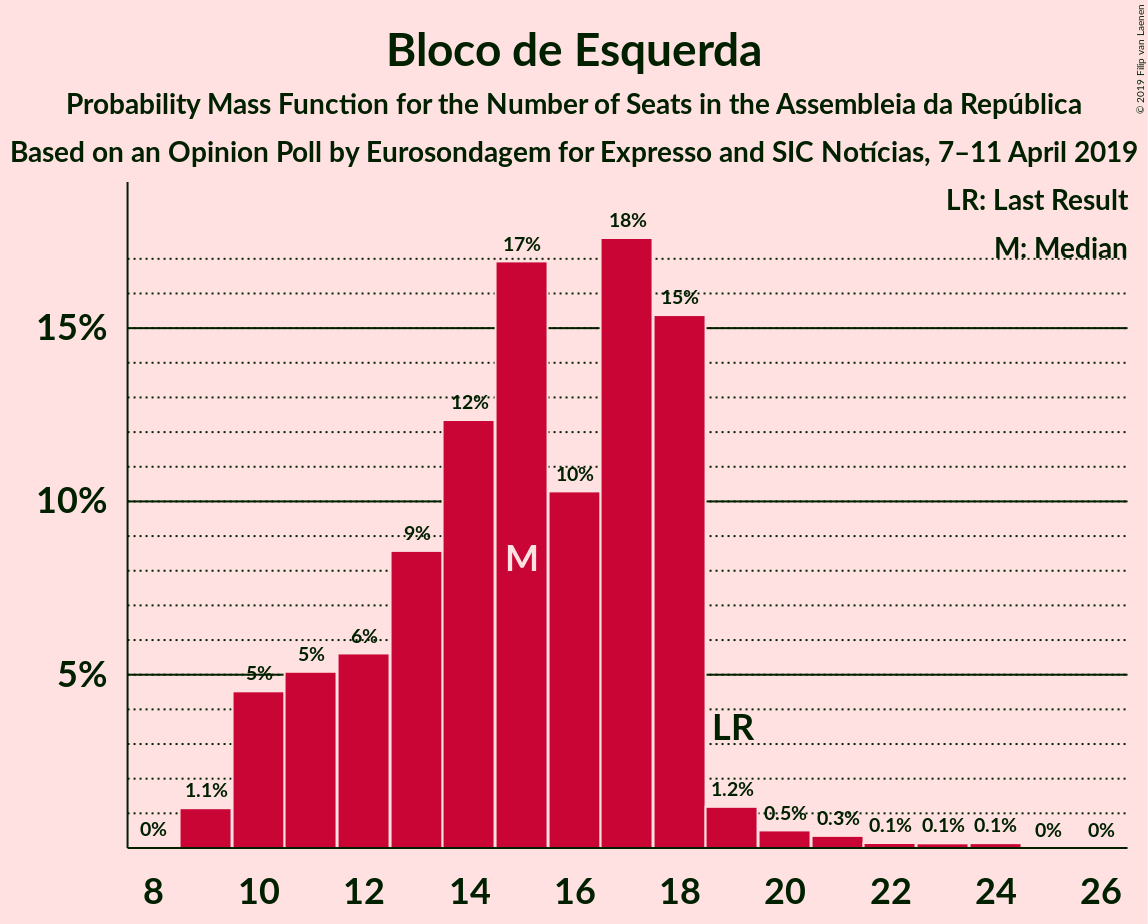 Bloco de Esquerda
Probability Mass Function for the Number of Seats in the Assembleia da República
Based on an Opinion Poll by Eurosondagem for Expresso and SIC Notícias, 7–11 April 2019
© 2019 Filip van Laenen
LR: Last Result
M: Median
15%
10%
5%
0%
1.1%
5%
5%
6%
9%
12%
17%
10%
18%
15%
1.2%
0.5%
0.3%
0.1%
0.1%
0.1%
0%
0%
M
LR
8 10 12 14 16 18 20 22 24 26